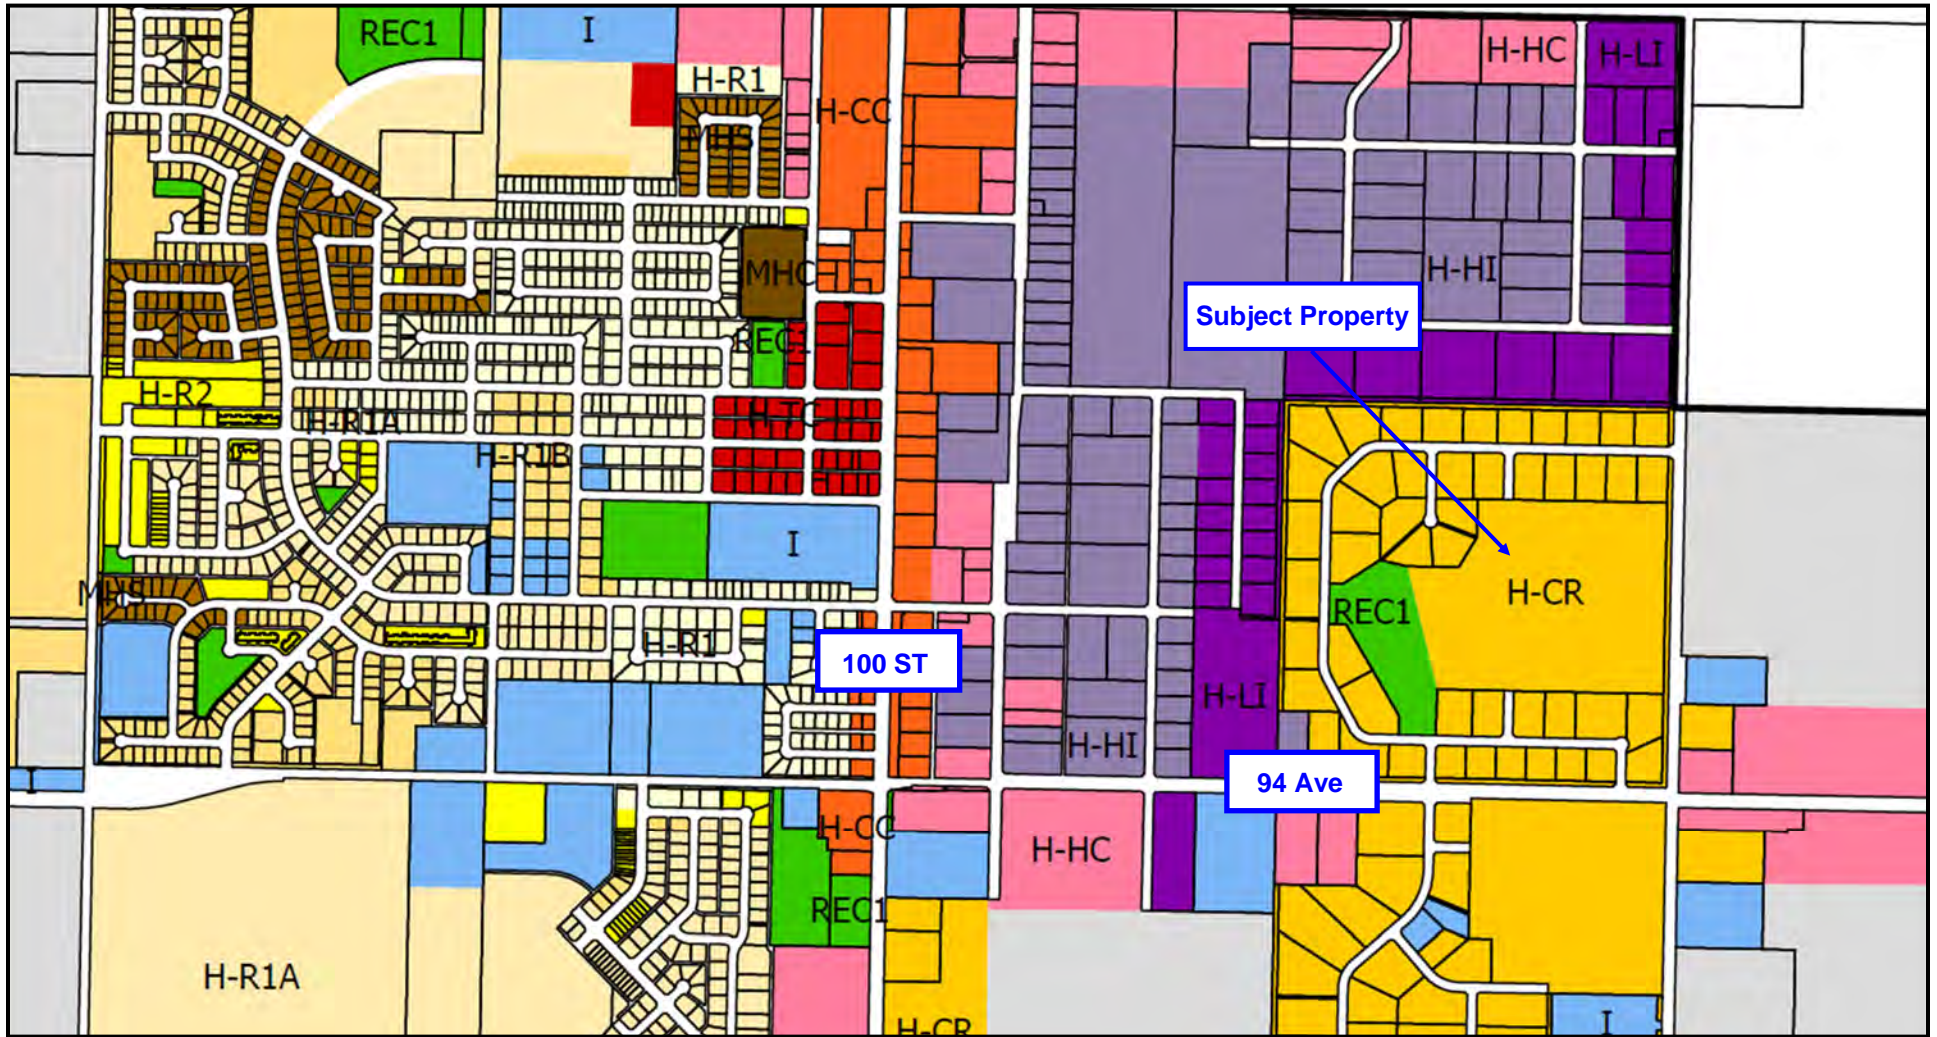 REC1
I
H-R1
H-CC
H-HC
H-LI
MHS
MHC
H-HI
Subject Property
REC1
H-R2
H-R1A
H-TC
H-R1B
I
H-CR
MHS
REC1
H-R1
100 ST
H-LI
H-HI
94 Ave
I
H-CC
H-HC
REC1
H-R1A
H-CR
I